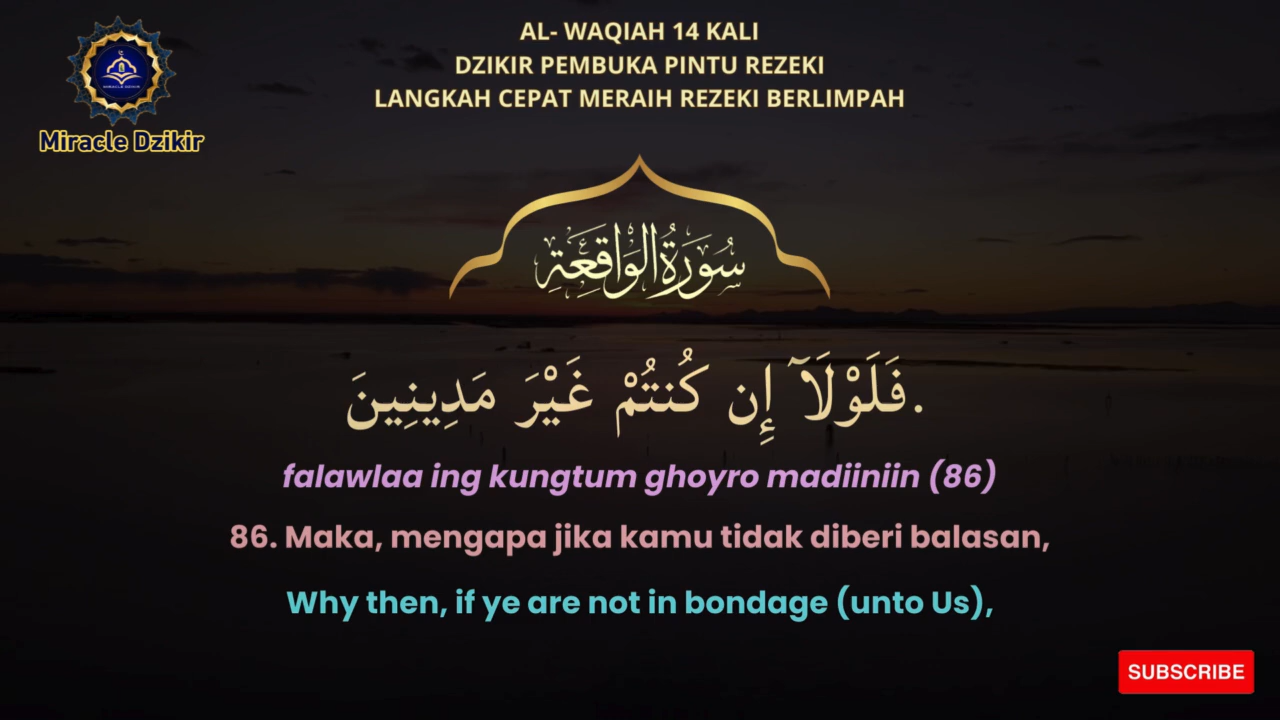 AL- WAQIAH 14 KALI
DZIKIR PEMBUKA PINTU REZEKI
LANGKAH CEPAT MERAIH REZEKI BERLIMPAH
MIRACLE DZIKIR
Miracle Dzikir
سُورَةُ الوَاقِعَةِ
فَلَوْلَآ إِن كُنتُمْ غَيْرَ مَدِينِينَ.
falawlaa ing kungtum ghoyro madiiniin (86)
86. Maka, mengapa jika kamu tidak diberi balasan,
Why then, if ye are not in bondage (unto Us),
SUBSCRIBE